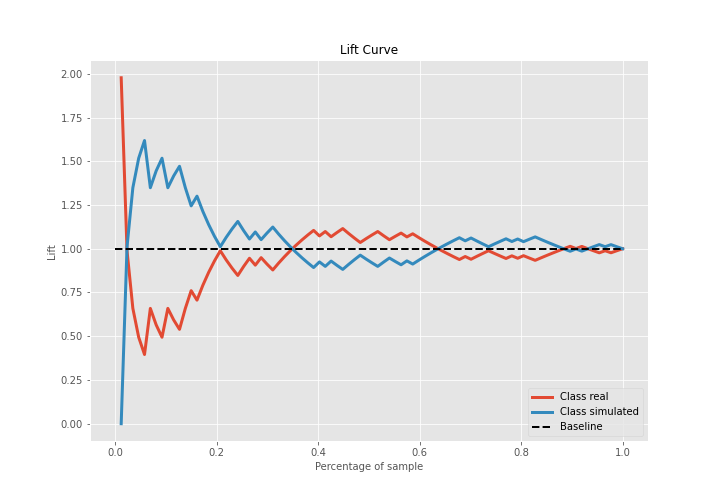 Lift Curve
Lift
2.00
1.75
1.50
1.25
1.00
0.75
0.50
0.25
0.00
0.0 0.2 0.4 0.6 0.8 1.0
Percentage of sample
Class real
Class simulated
Baseline